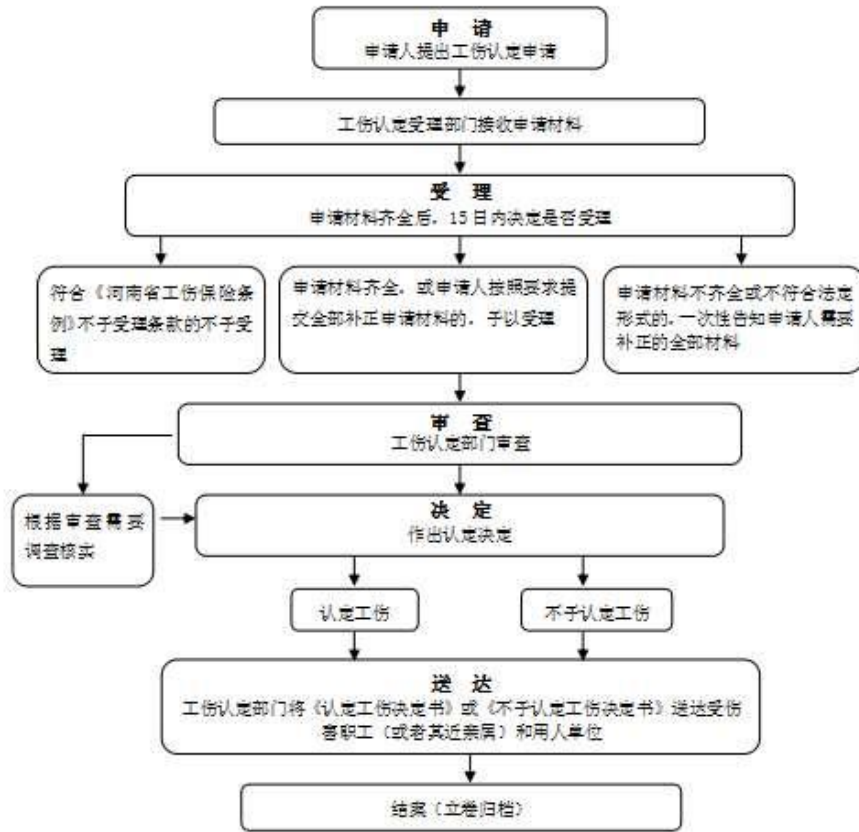 申 请
申请人提出工伤认定申请
工伤认定受理部门接收申请材料
受 理
申请材料齐全后，15日内决定是否受理
符合《河南省工伤保险条
例》不予受理条款的不予受
理
申请材料齐全，或申请人按照要求提
交全部补正申请材料的，予以受理
申请材料不齐全或不符合法定
形式的，一次性告知申请人需要
补正的全部材料
审 查
工伤认定部门审查
根据审查需要
调查核实
决 定
作出认定决定
认定工伤
不予认定工伤
送 达
工伤认定部门将《认定工伤决定书》或《不予认定工伤决定书》送达受伤
害职工（或者其近亲属）和用人单位
结案（立卷归档）